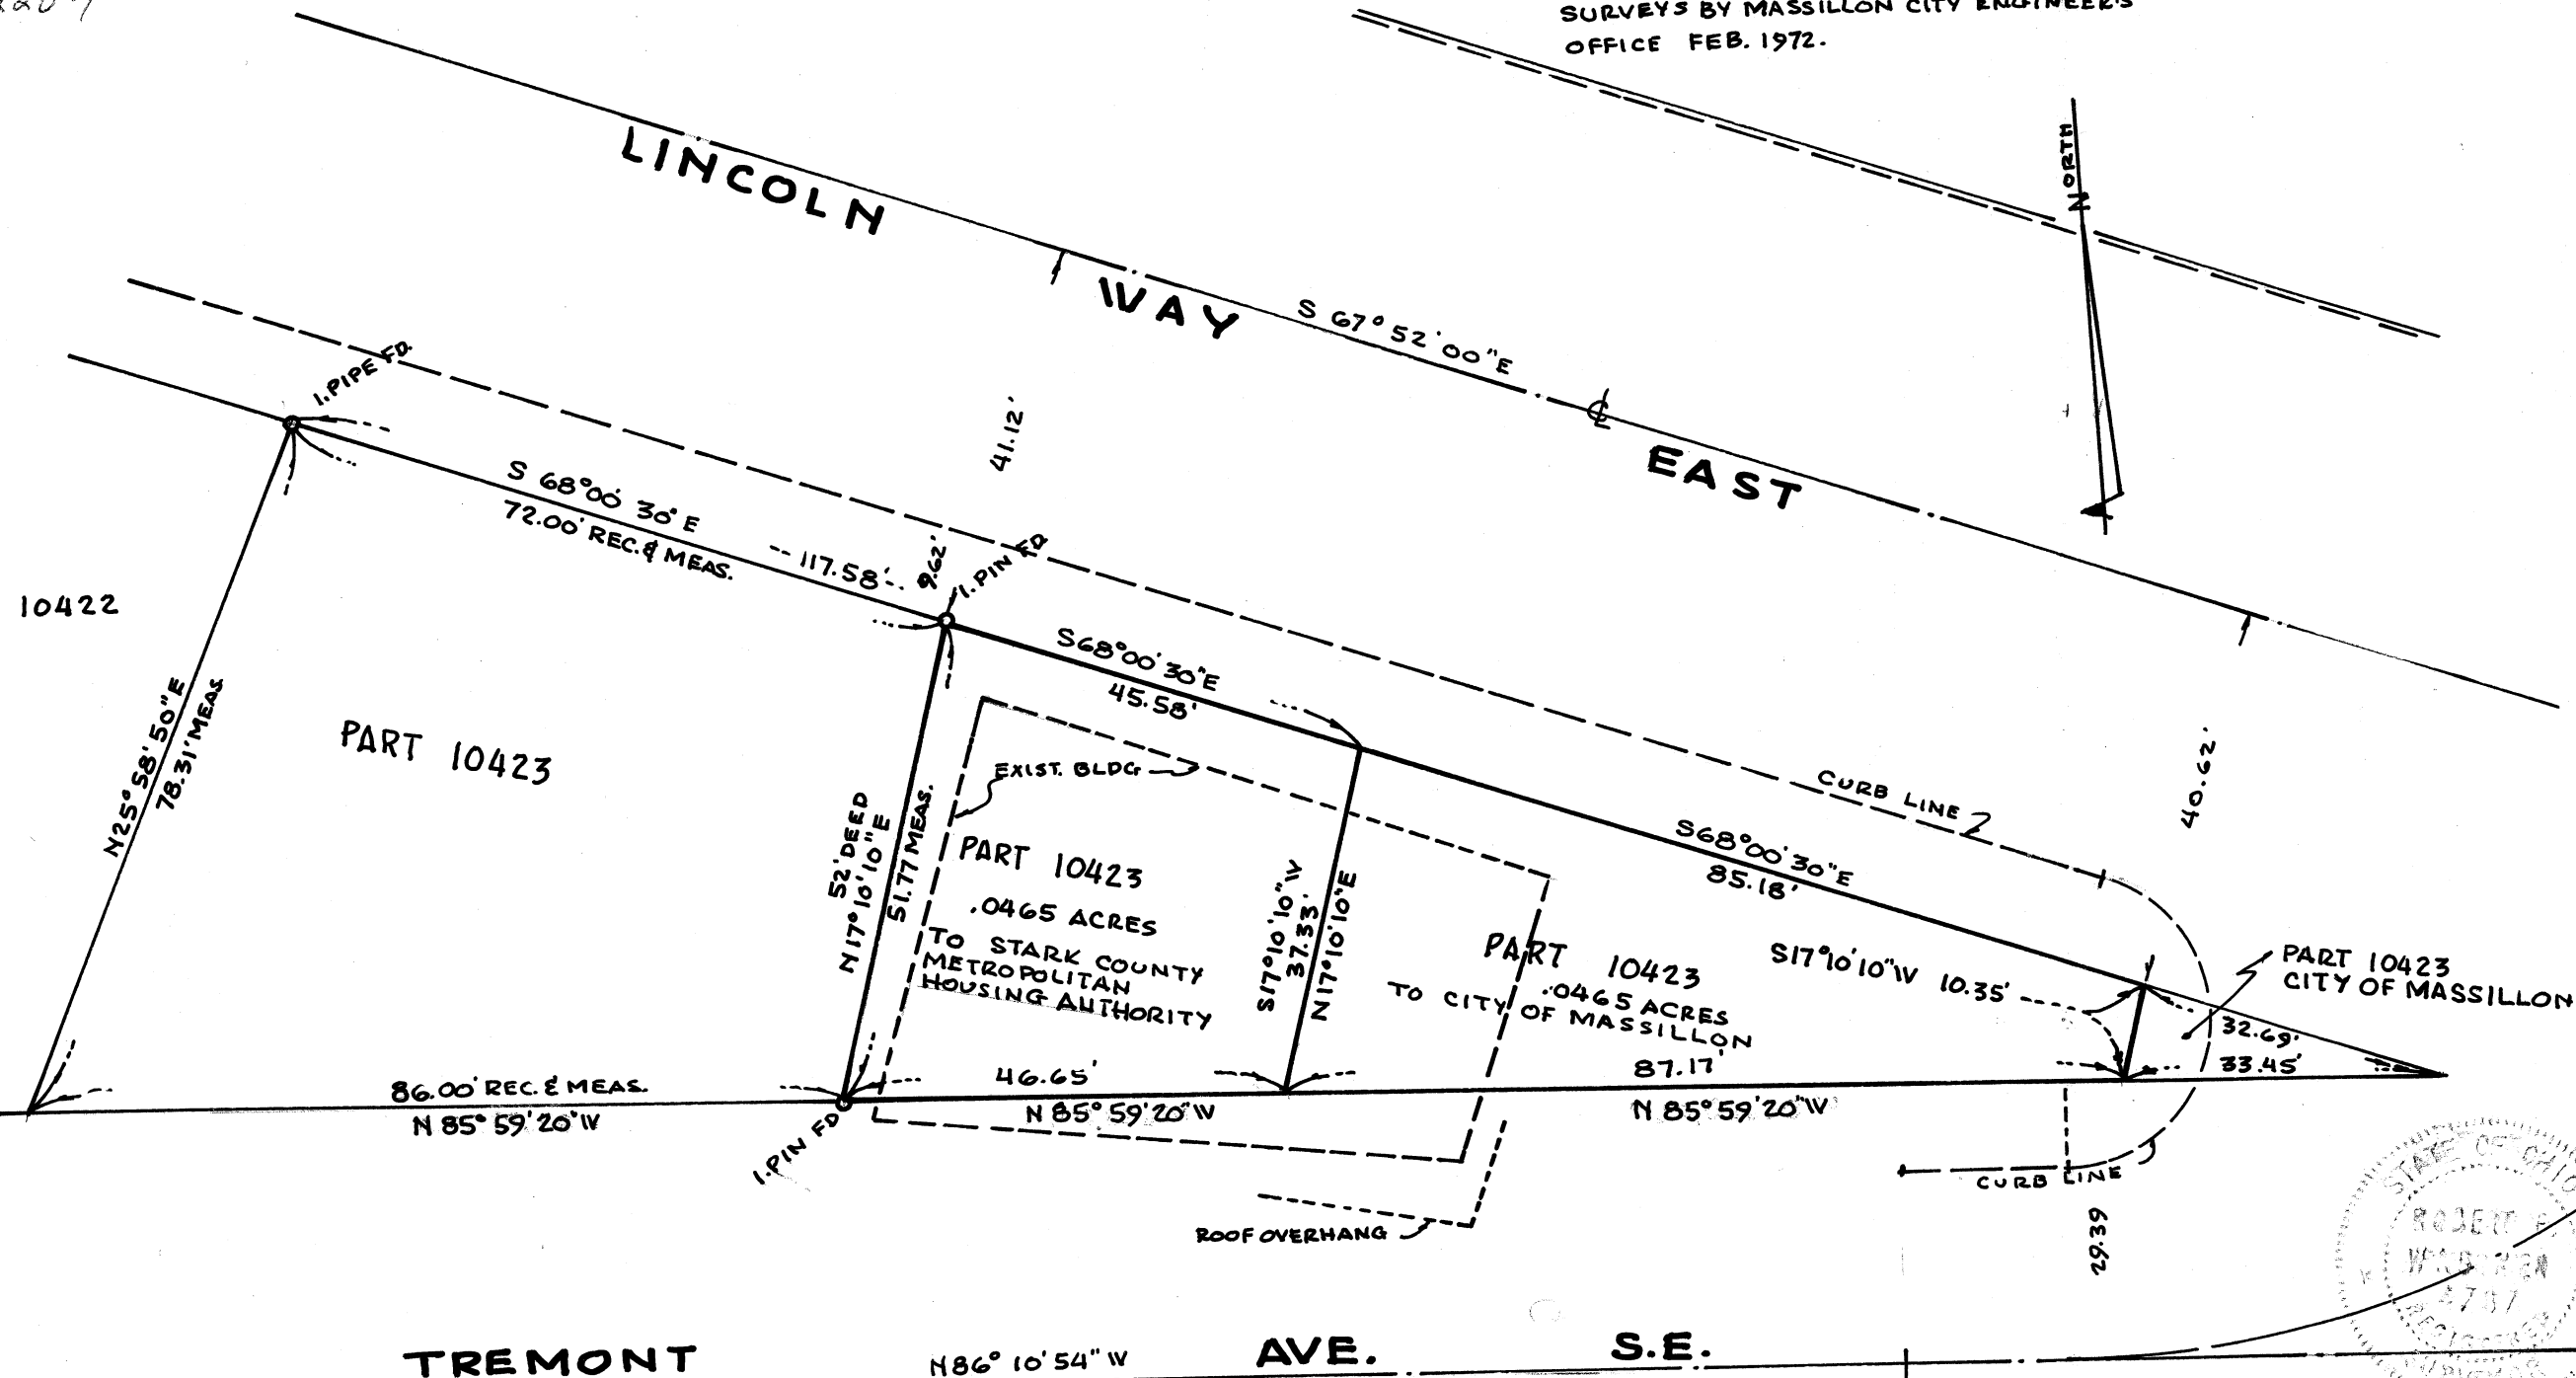 SURVEYS BY MASSILLON CITY ENGINEER'S
OFFICE FEB. 1972.
NORTH
LINCOLN
WAY
EAST
S 67° 52' 00" E
℄
41.12'
40.62'
I. PIPE FD.
S 68° 00' 30" E
72.00' REC. & MEAS.
117.58'
9.62'
I. PIN FD
10422
N25° 58' 50" E
78.31' MEAS.
PART 10423
S68° 00' 30" E
45.58'
EXIST. BLDG
52' DEED
N17° 10' 10" E
51.77 MEAS.
PART 10423
.0465 ACRES
TO STARK COUNTY
METROPOLITAN
HOUSING AUTHORITY
S17° 10' 10" W
37.33'
N17° 10' 10" E
CURB LINE
S68° 00' 30" E
85.18'
PART 10423
.0465 ACRES
TO CITY OF MASSILLON
S17° 10' 10" W 10.35'
PART 10423
CITY OF MASSILLON
32.69'
33.45'
86.00' REC. & MEAS.
N 85° 59' 20" W
46.65'
N 85° 59' 20" W
87.17'
N 85° 59' 20" W
I. PIN FD
ROOF OVERHANG
CURB LINE
29.39
STATE OF OHIO
TREMONT AVE. S.E.
N86° 10' 54" W